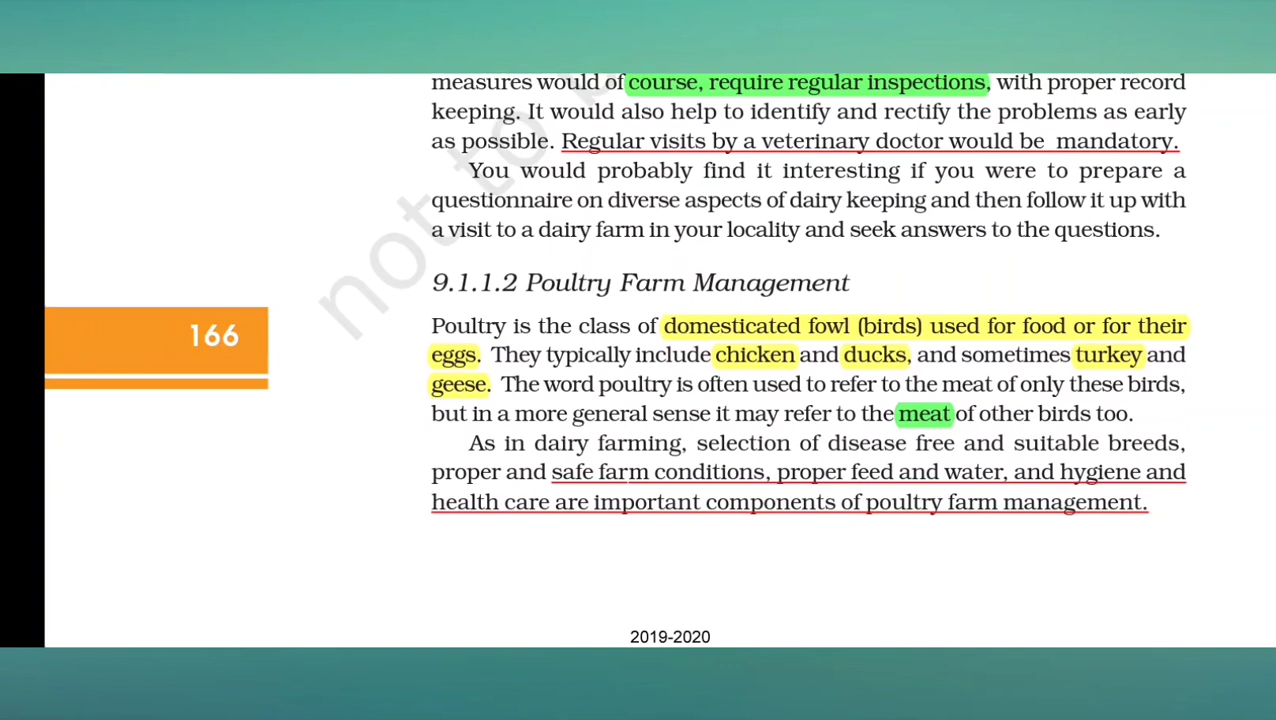 measures would of course, require regular inspections, with proper record
keeping. It would also help to identify and rectify the problems as early
as possible. Regular visits by a veterinary doctor would be mandatory.
You would probably find it interesting if you were to prepare a
questionnaire on diverse aspects of dairy keeping and then follow it up with
a visit to a dairy farm in your locality and seek answers to the questions.
9.1.1.2 Poultry Farm Management
166
Poultry is the class of domesticated fowl (birds) used for food or for their
eggs. They typically include chicken and ducks, and sometimes turkey and
geese. The word poultry is often used to refer to the meat of only these birds,
but in a more general sense it may refer to the meat of other birds too.
As in dairy farming, selection of disease free and suitable breeds,
proper and safe farm conditions, proper feed and water, and hygiene and
health care are important components of poultry farm management.
2019-2020
not to